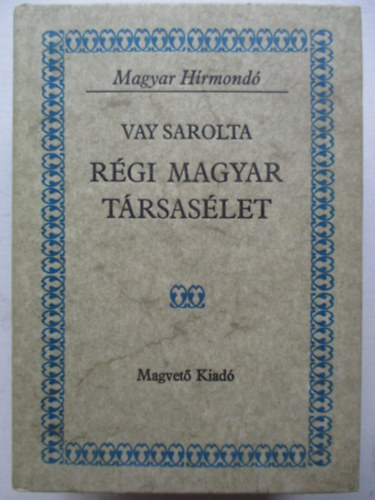 Magyar Hírmondó
VAY SAROLTA
RÉGI MAGYAR
TÁRSASÉLET
Magvető Kiadó